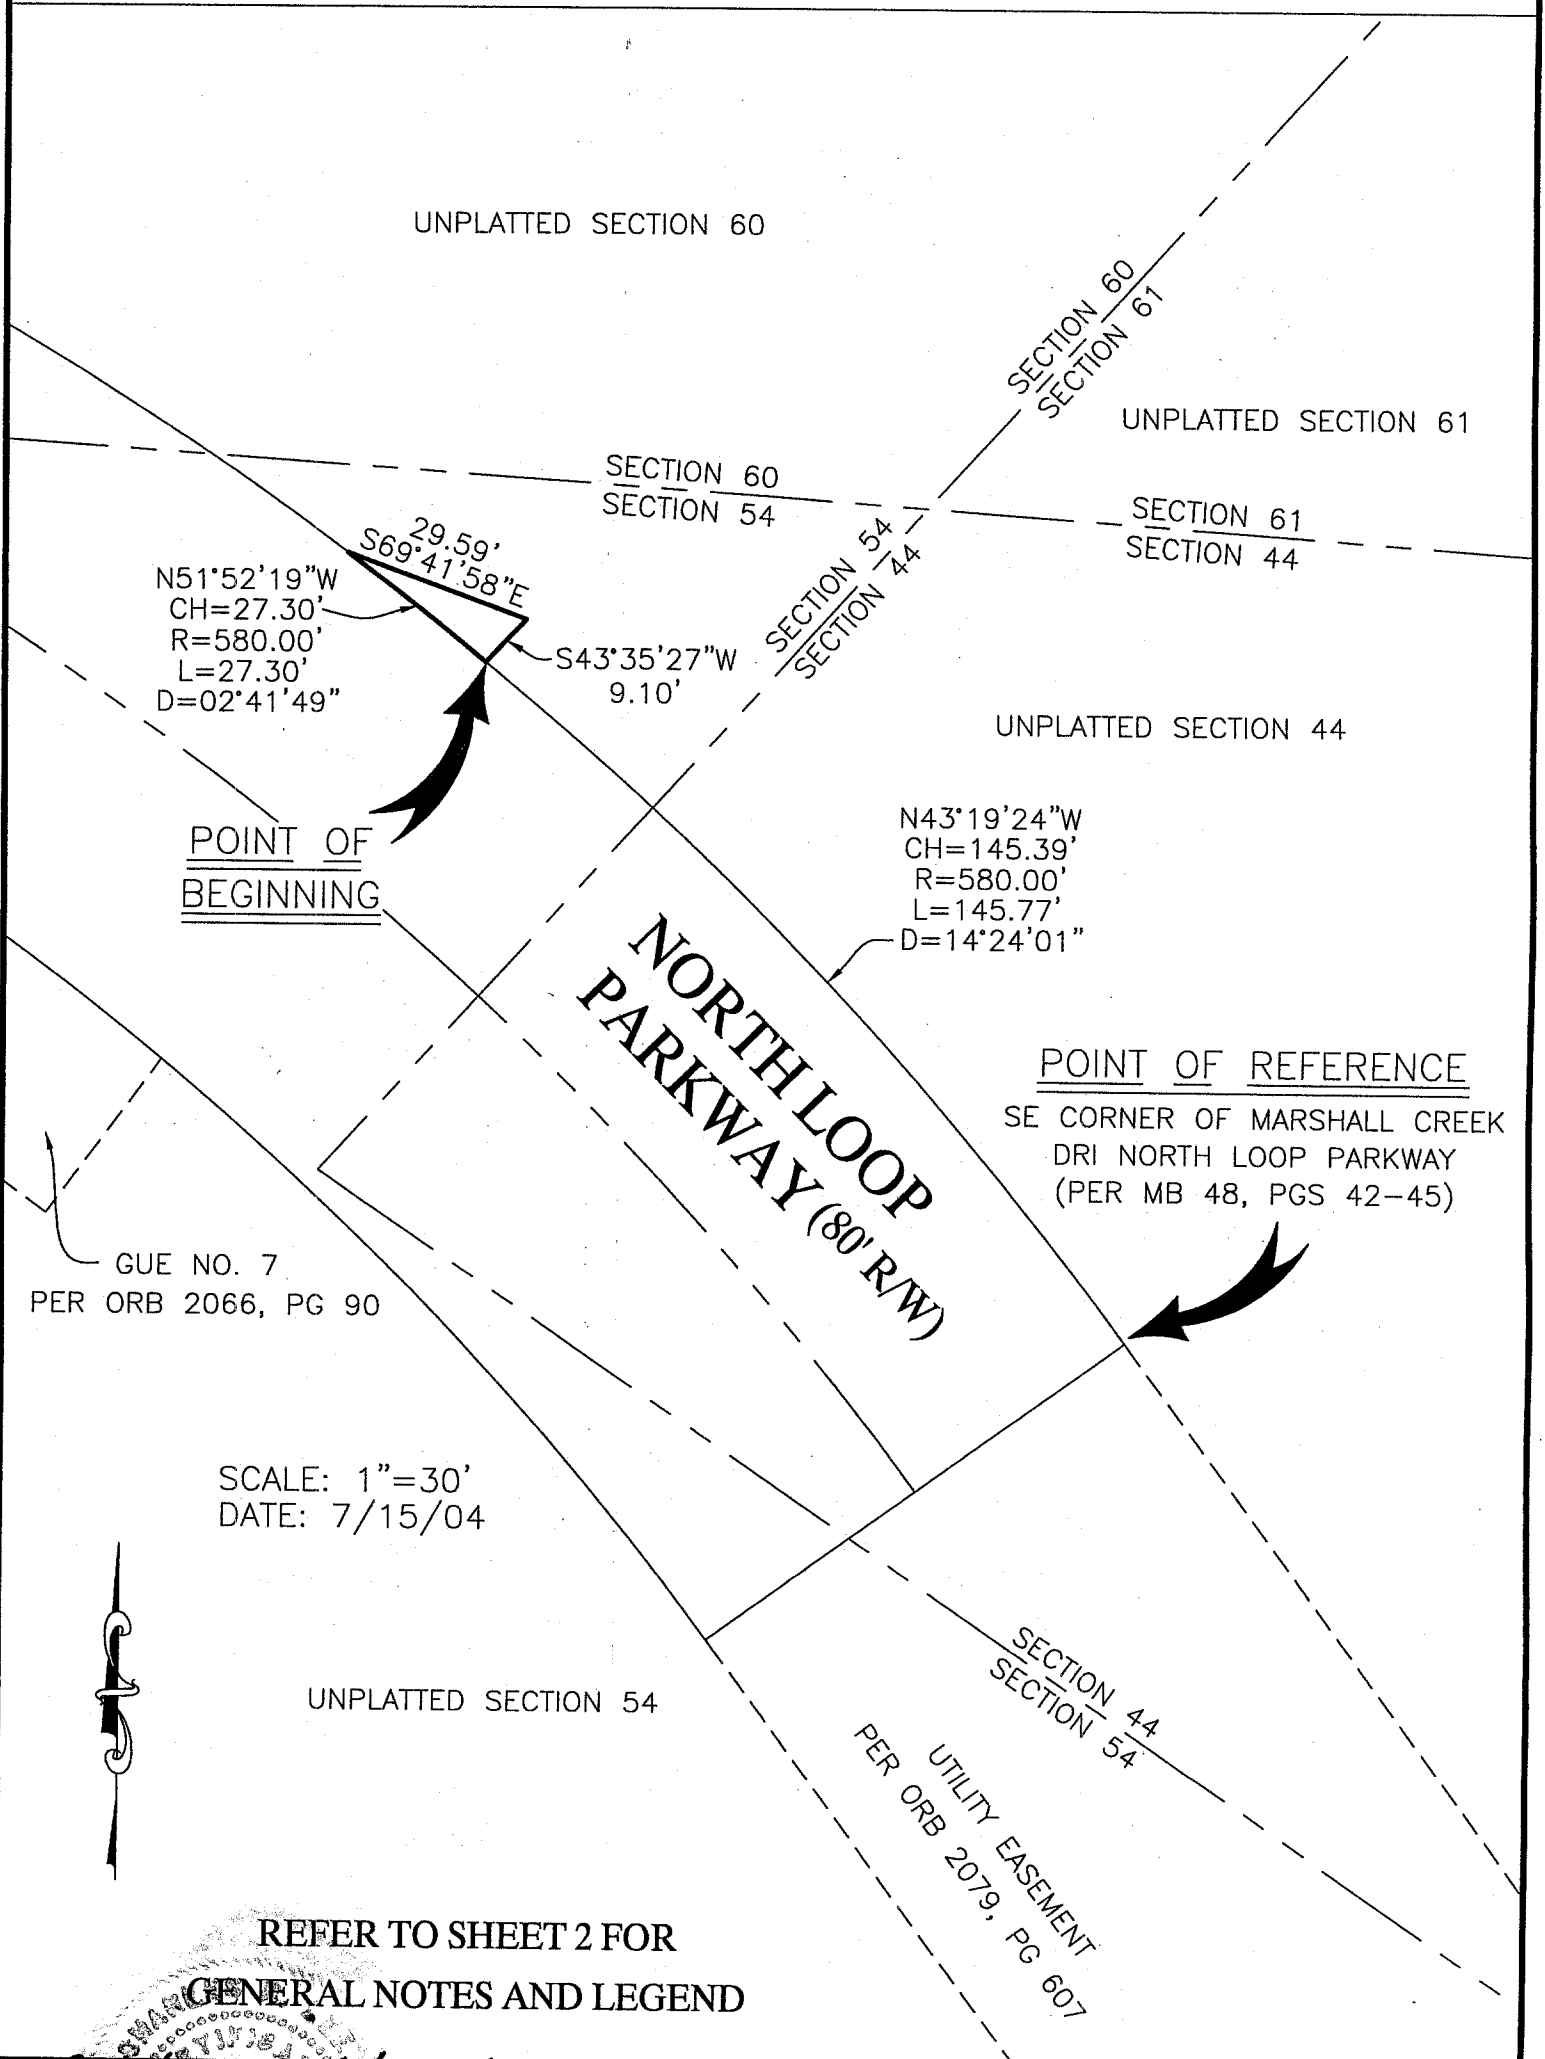 UNPLATTED SECTION 60
SECTION 60
SECTION 61
UNPLATTED SECTION 61
SECTION 60
SECTION 54
SECTION 61
SECTION 44
29.59'
S69°41'58"E
SECTION 54
SECTION 44
N51°52'19"W
CH=27.30'
R=580.00'
L=27.30'
D=02°41'49"
S43°35'27"W
9.10'
UNPLATTED SECTION 44
POINT OF
BEGINNING
N43°19'24"W
CH=145.39'
R=580.00'
L=145.77'
D=14°24'01"
NORTH LOOP
PARKWAY (80' R/W)
POINT OF REFERENCE
SE CORNER OF MARSHALL CREEK
DRI NORTH LOOP PARKWAY
(PER MB 48, PGS 42-45)
GUE NO. 7
PER ORB 2066, PG 90
SCALE: 1"=30'
DATE: 7/15/04
SECTION 44
SECTION 54
UNPLATTED SECTION 54
UTILITY EASEMENT
PER ORB 2079, PG 607
REFER TO SHEET 2 FOR
GENERAL NOTES AND LEGEND